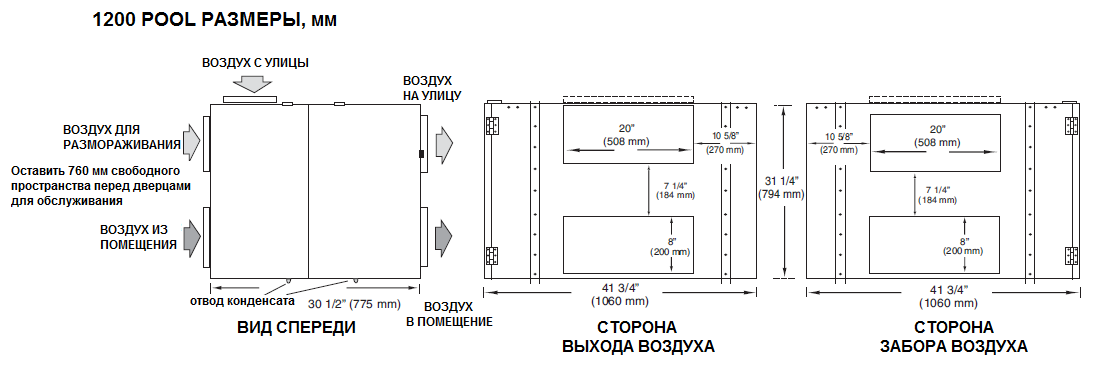 1200 POOL РАЗМЕРЫ, мм
ВОЗДУХ С УЛИЦЫ
ВОЗДУХ
НА УЛИЦУ
ВОЗДУХ ДЛЯ
РАЗМОРАЖИВАНИЯ
Оставить 760 мм свободного
пространства перед дверцами
для обслуживания
ВОЗДУХ ИЗ
ПОМЕЩЕНИЯ
отвод конденсата
30 1/2” (775 mm)
ВОЗДУХ
В ПОМЕЩЕНИЕ
ВИД СПЕРЕДИ
20”
(508 mm)
10 5/8”
(270 mm)
7 1/4”
(184 mm)
8”
(200 mm)
41 3/4”
(1060 mm)
СТОРОНА
ВЫХОДА ВОЗДУХА
31 1/4”
(794 mm)
10 5/8”
(270 mm)
20”
(508 mm)
7 1/4”
(184 mm)
8”
(200 mm)
41 3/4”
(1060 mm)
СТОРОНА
ЗАБОРА ВОЗДУХА